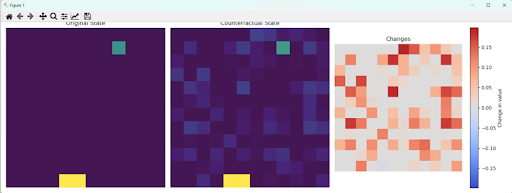 Figure 1
Original State
Counterfactual State
Changes
0.15
0.10
0.05
0.00
−0.05
−0.10
−0.15
Change in value